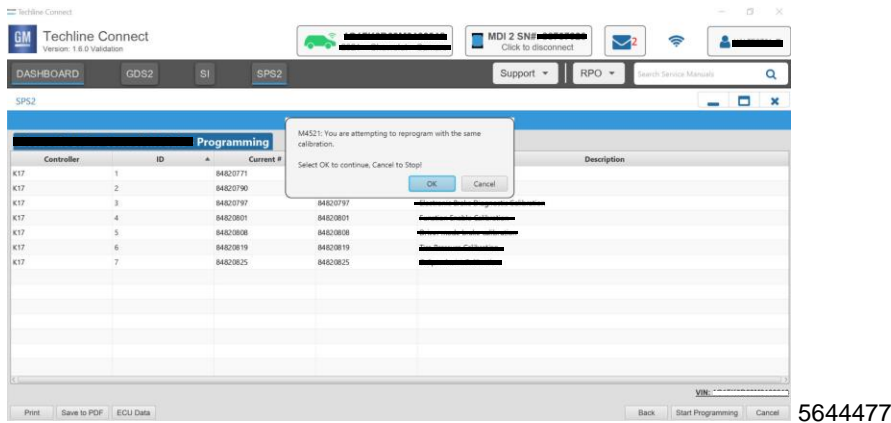 Techline Connect
GM Techline Connect
Version: 1.6.0 Validation
MDI 2 SN#
Click to disconnect
2
DASHBOARD GDS2 SI SPS2 Support RPO Search Service Manuals
SPS2
Programming
M4521: You are attempting to reprogram with the same
calibration.
Select OK to continue, Cancel to Stop!
OK Cancel
Controller ID Current # Description
K17 1 84820771
K17 2 84820790
K17 3 84820797 84820797
K17 4 84820801 84820801
K17 5 84820808 84820808
K17 6 84820819 84820819
K17 7 84820825 84820825
VIN:
Print Save to PDF ECU Data Back Start Programming Cancel
5644477